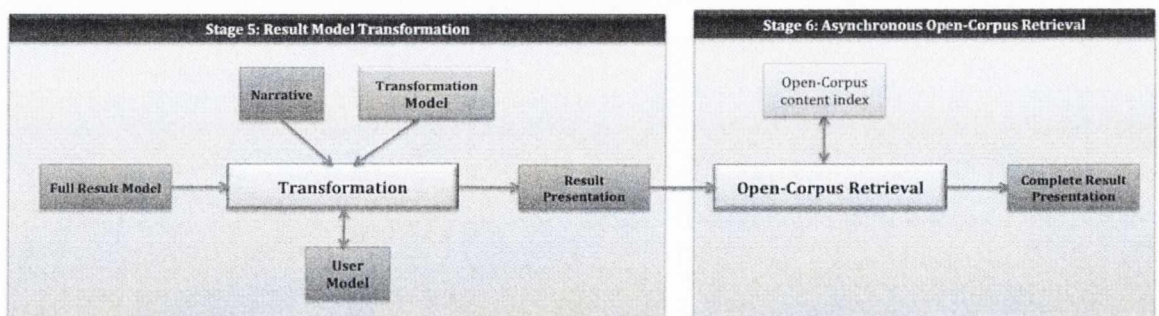 Stage 5: Result Model Transformation
Narrative
Transformation
Model
Full Result Model
Transformation
Result
Presentation
User
Model
Stage 6: Asynchronous Open-Corpus Retrieval
Open-Corpus
content index
Open-Corpus Retrieval
Complete Result
Presentation